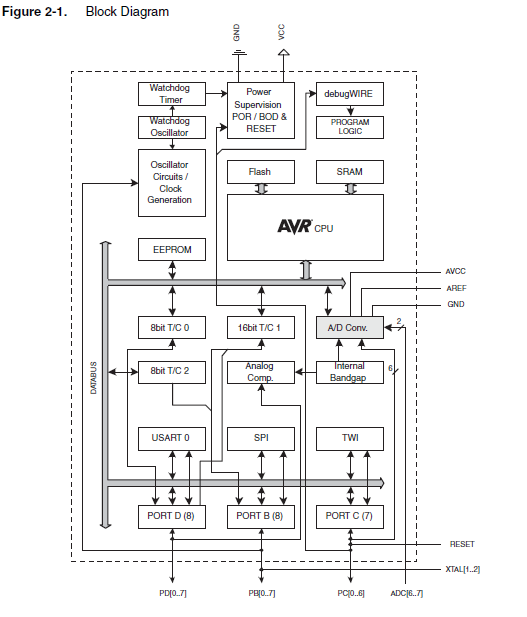 Figure 2-1. Block Diagram
GND
VCC
Watchdog
Timer
Power
Supervision
POR / BOD &
RESET
debugWIRE
Watchdog
Oscillator
PROGRAM
LOGIC
Oscillator
Circuits /
Clock
Generation
Flash
SRAM
AVR CPU
EEPROM
AVCC
AREF
GND
8bit T/C 0
16bit T/C 1
A/D Conv.
2
DATABUS
8bit T/C 2
Analog
Comp.
Internal
Bandgap
6
USART 0
SPI
TWI
PORT D (8)
PORT B (8)
PORT C (7)
RESET
XTAL[1..2]
PD[0..7]
PB[0..7]
PC[0..6]
ADC[6..7]